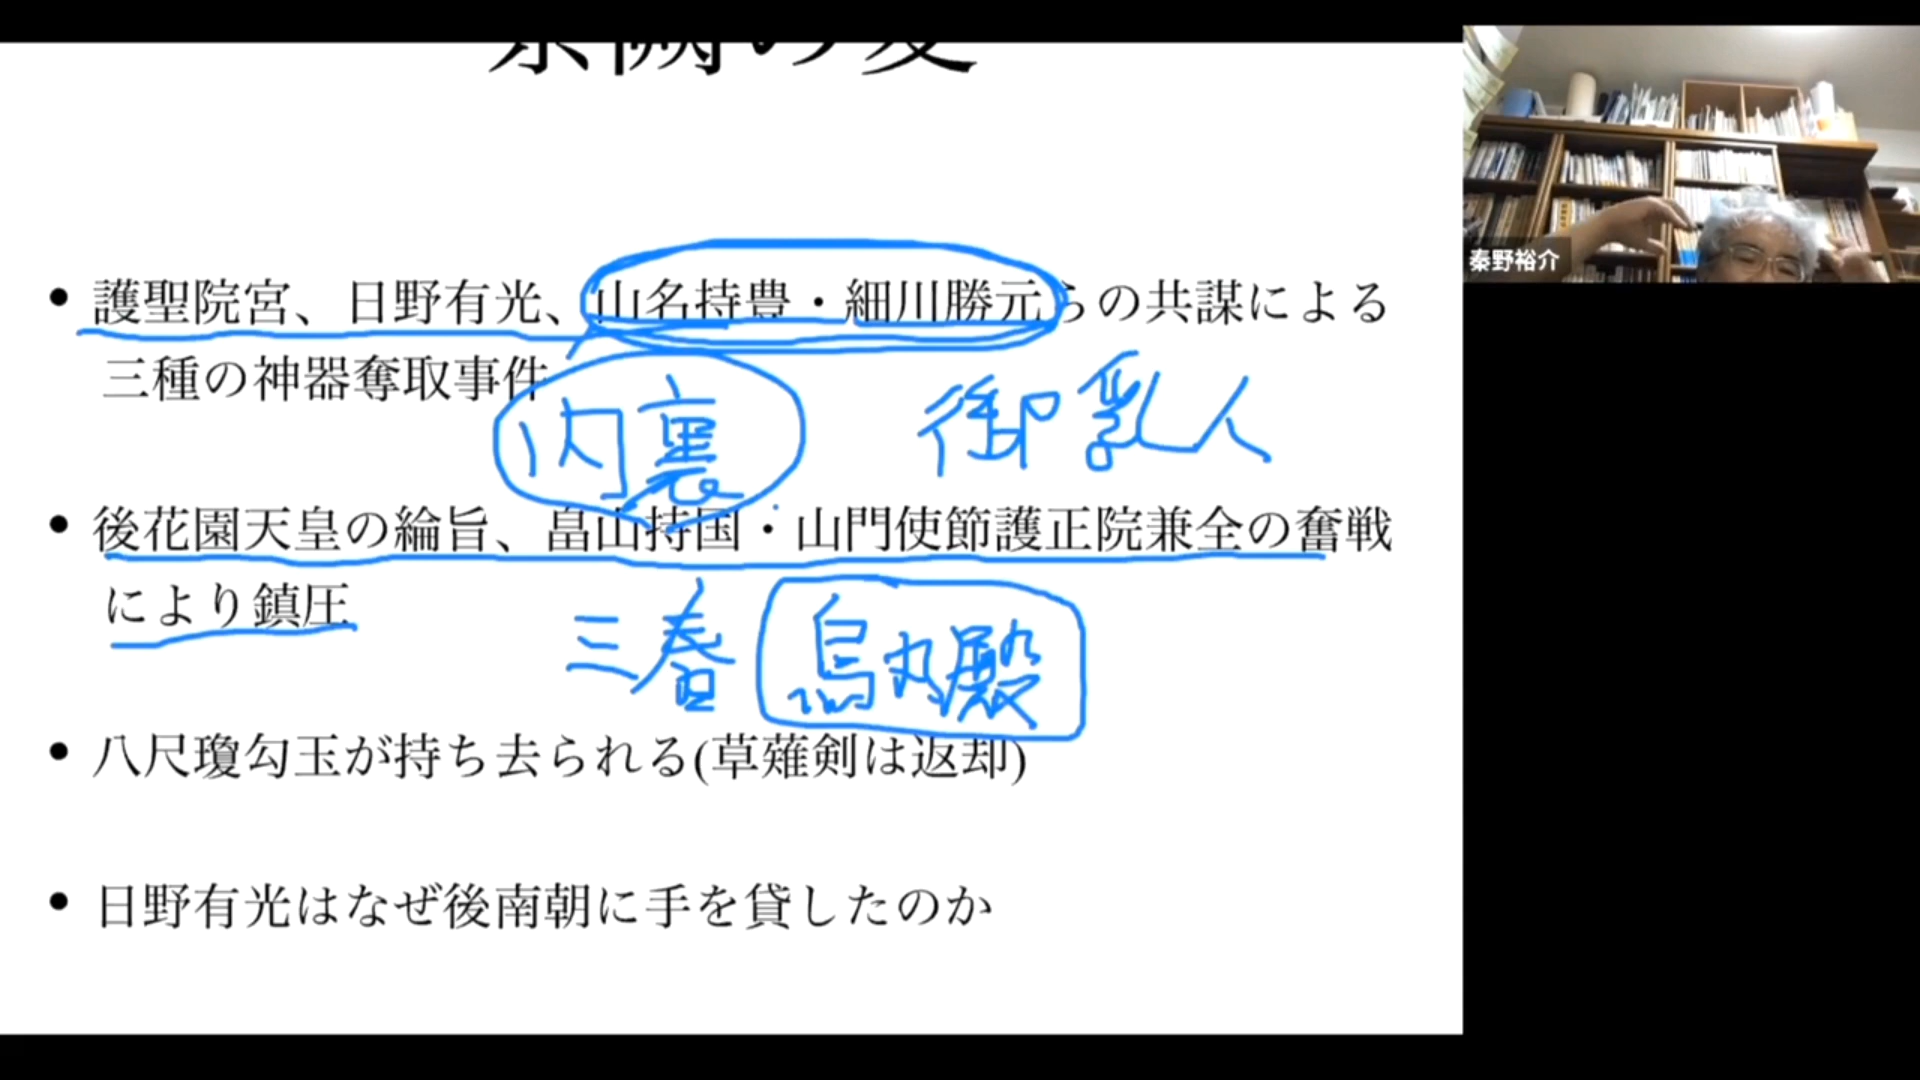 禁闕の変
護聖院宮、日野有光、山名持豊・細川勝元らの共謀による
三種の神器奪取事件
内裏
御乳人
後花園天皇の綸旨、畠山持国・山門使節護正院兼全の奮戦
により鎮圧
三春
烏丸殿
八尺瓊勾玉が持ち去られる(草薙剣は返却)
日野有光はなぜ後南朝に手を貸したのか
秦野裕介